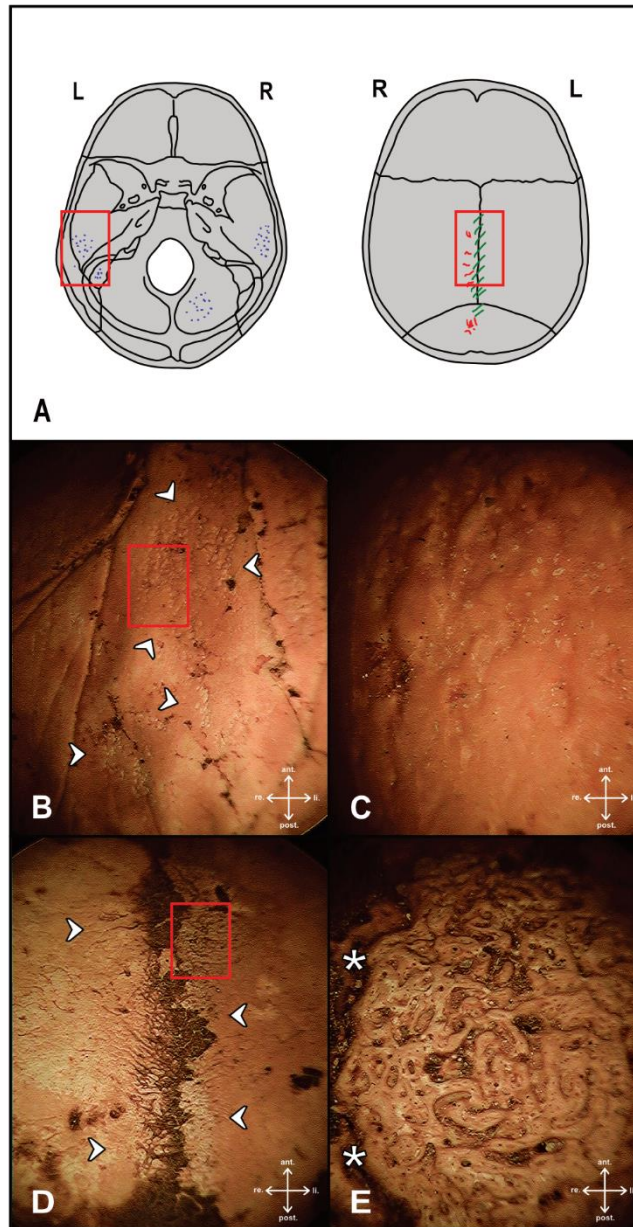 L R R L
A
ant.
re. li.
post.
B
ant.
re. li.
post.
C
*
*
ant.
re. li.
post.
D
ant.
re. li.
post.
E